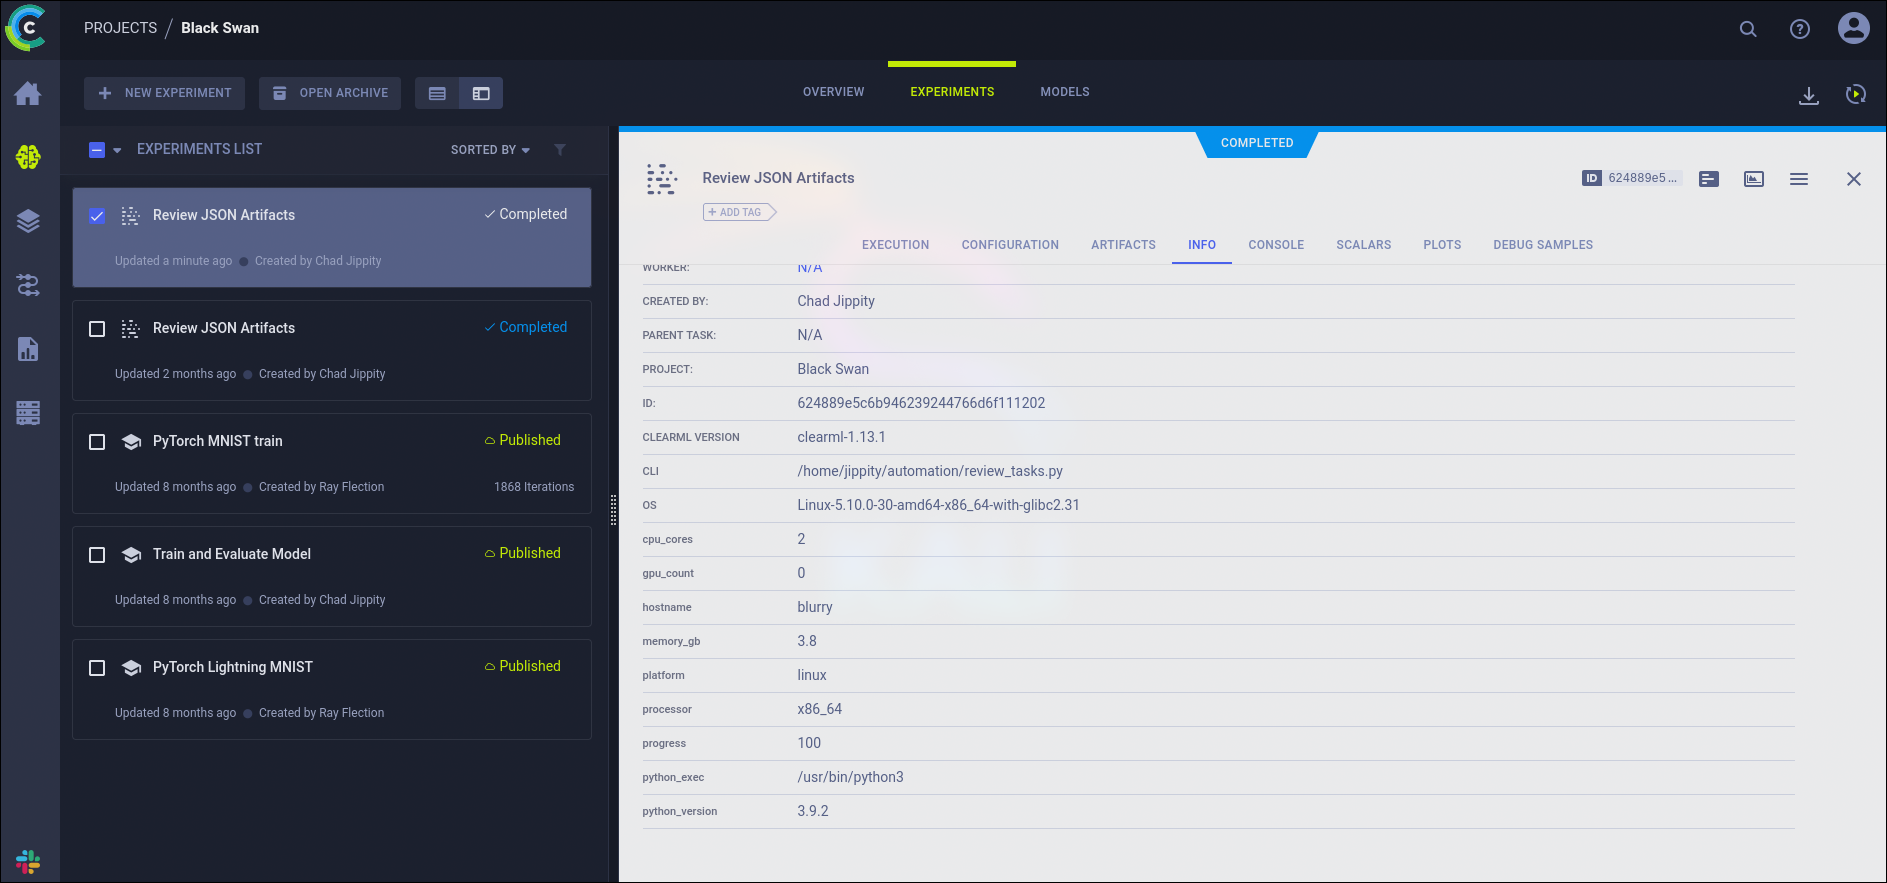 PROJECTS / Black Swan
NEW EXPERIMENT
OPEN ARCHIVE
OVERVIEW
EXPERIMENTS
MODELS
EXPERIMENTS LIST
SORTED BY
Review JSON Artifacts
Completed
Updated a minute ago
Created by Chad Jippity
Review JSON Artifacts
Completed
Updated 2 months ago
Created by Chad Jippity
PyTorch MNIST train
Published
Updated 8 months ago
Created by Ray Flection
1868 Iterations
Train and Evaluate Model
Published
Updated 8 months ago
Created by Chad Jippity
PyTorch Lightning MNIST
Published
Updated 8 months ago
Created by Ray Flection
COMPLETED
Review JSON Artifacts
ID 624889e5...
+ ADD TAG
EXECUTION
CONFIGURATION
ARTIFACTS
INFO
CONSOLE
SCALARS
PLOTS
DEBUG SAMPLES
WORKER: N/A
CREATED BY: Chad Jippity
PARENT TASK: N/A
PROJECT: Black Swan
ID: 624889e5c6b946239244766d6f111202
CLEARML VERSION clearml-1.13.1
CLI /home/jippity/automation/review_tasks.py
OS Linux-5.10.0-30-amd64-x86_64-with-glibc2.31
cpu_cores 2
gpu_count 0
hostname blurry
memory_gb 3.8
platform linux
processor x86_64
progress 100
python_exec /usr/bin/python3
python_version 3.9.2